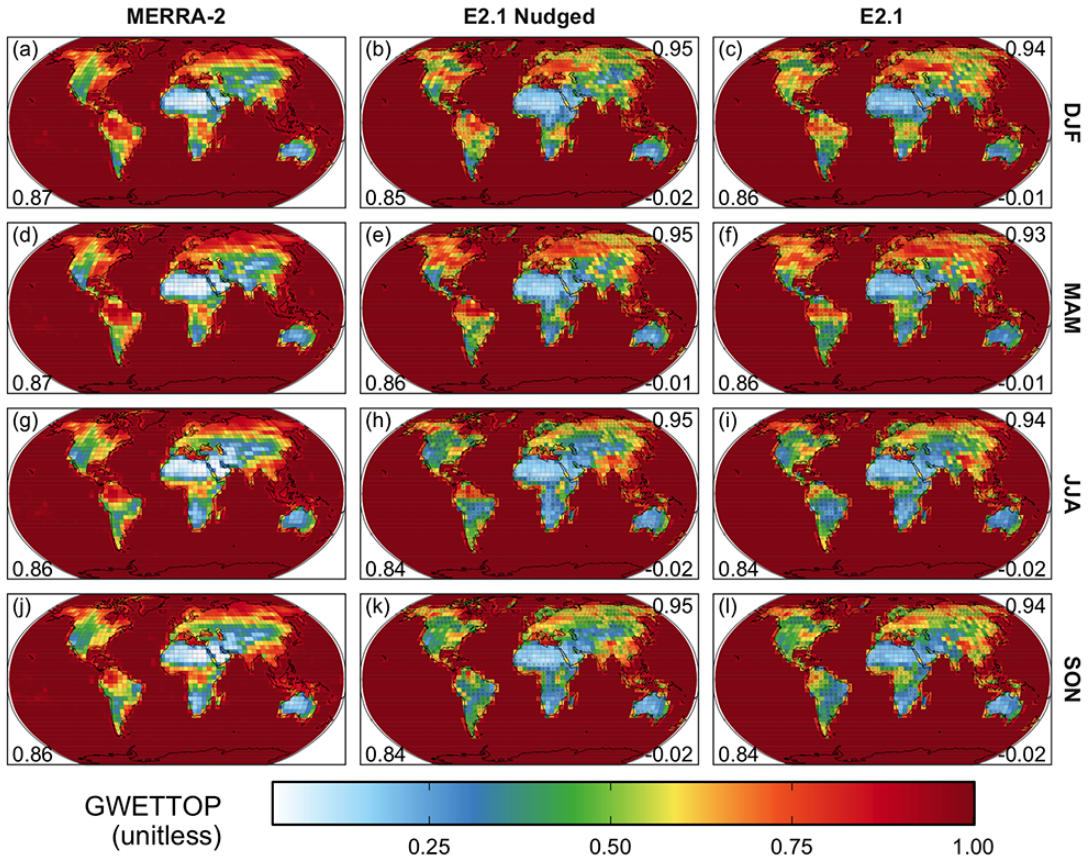 MERRA-2 E2.1 Nudged E2.1
(a) (b) 0.95 (c) 0.94
DJF
0.87 0.85 -0.02 0.86 -0.01
(d) (e) 0.95 (f) 0.93
MAM
0.87 0.86 -0.01 0.86 -0.01
(g) (h) 0.95 (i) 0.94
JJA
0.86 0.84 -0.02 0.84 -0.02
(j) (k) 0.95 (l) 0.94
SON
0.86 0.84 -0.02 0.84 -0.02
GWETTOP
(unitless)
0.25 0.50 0.75 1.00